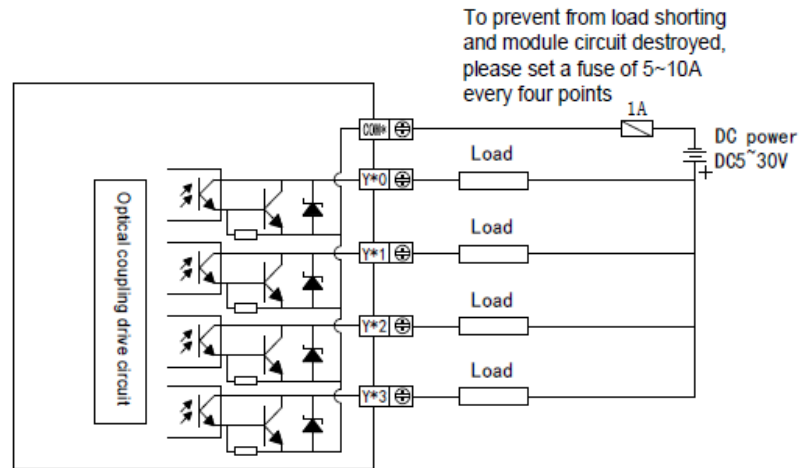 To prevent from load shorting
and module circuit destroyed,
please set a fuse of 5~10A
every four points
1A
COM*
DC power
DC5~30V
+
Load
Y*0
Load
Y*1
Load
Y*2
Load
Y*3
Optical coupling drive circuit